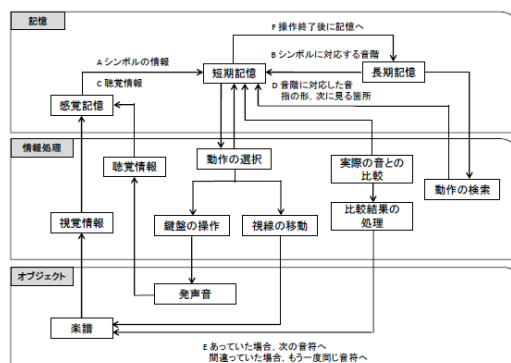 記憶
F 操作終了後に記憶へ
A シンボルの情報
B シンボルに対応する音階
短期記憶
長期記憶
C 聴覚情報
D 音階に対応した音
指の形，次に見る箇所
感覚記憶
情報処理
聴覚情報
動作の選択
実際の音との
比較
動作の検索
視覚情報
鍵盤の操作
視線の移動
比較結果の
処理
オブジェクト
発声音
楽譜
E あっていた場合，次の音符へ
間違っていた場合，もう一度同じ音符へ